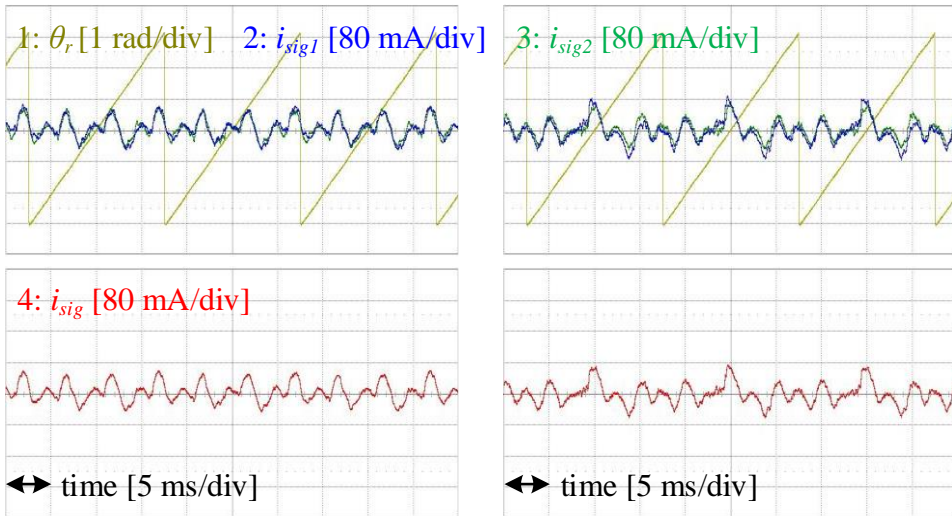 1: θr [1 rad/div] 2: isig1 [80 mA/div] 3: isig2 [80 mA/div]
4: isig [80 mA/div]
time [5 ms/div] time [5 ms/div]